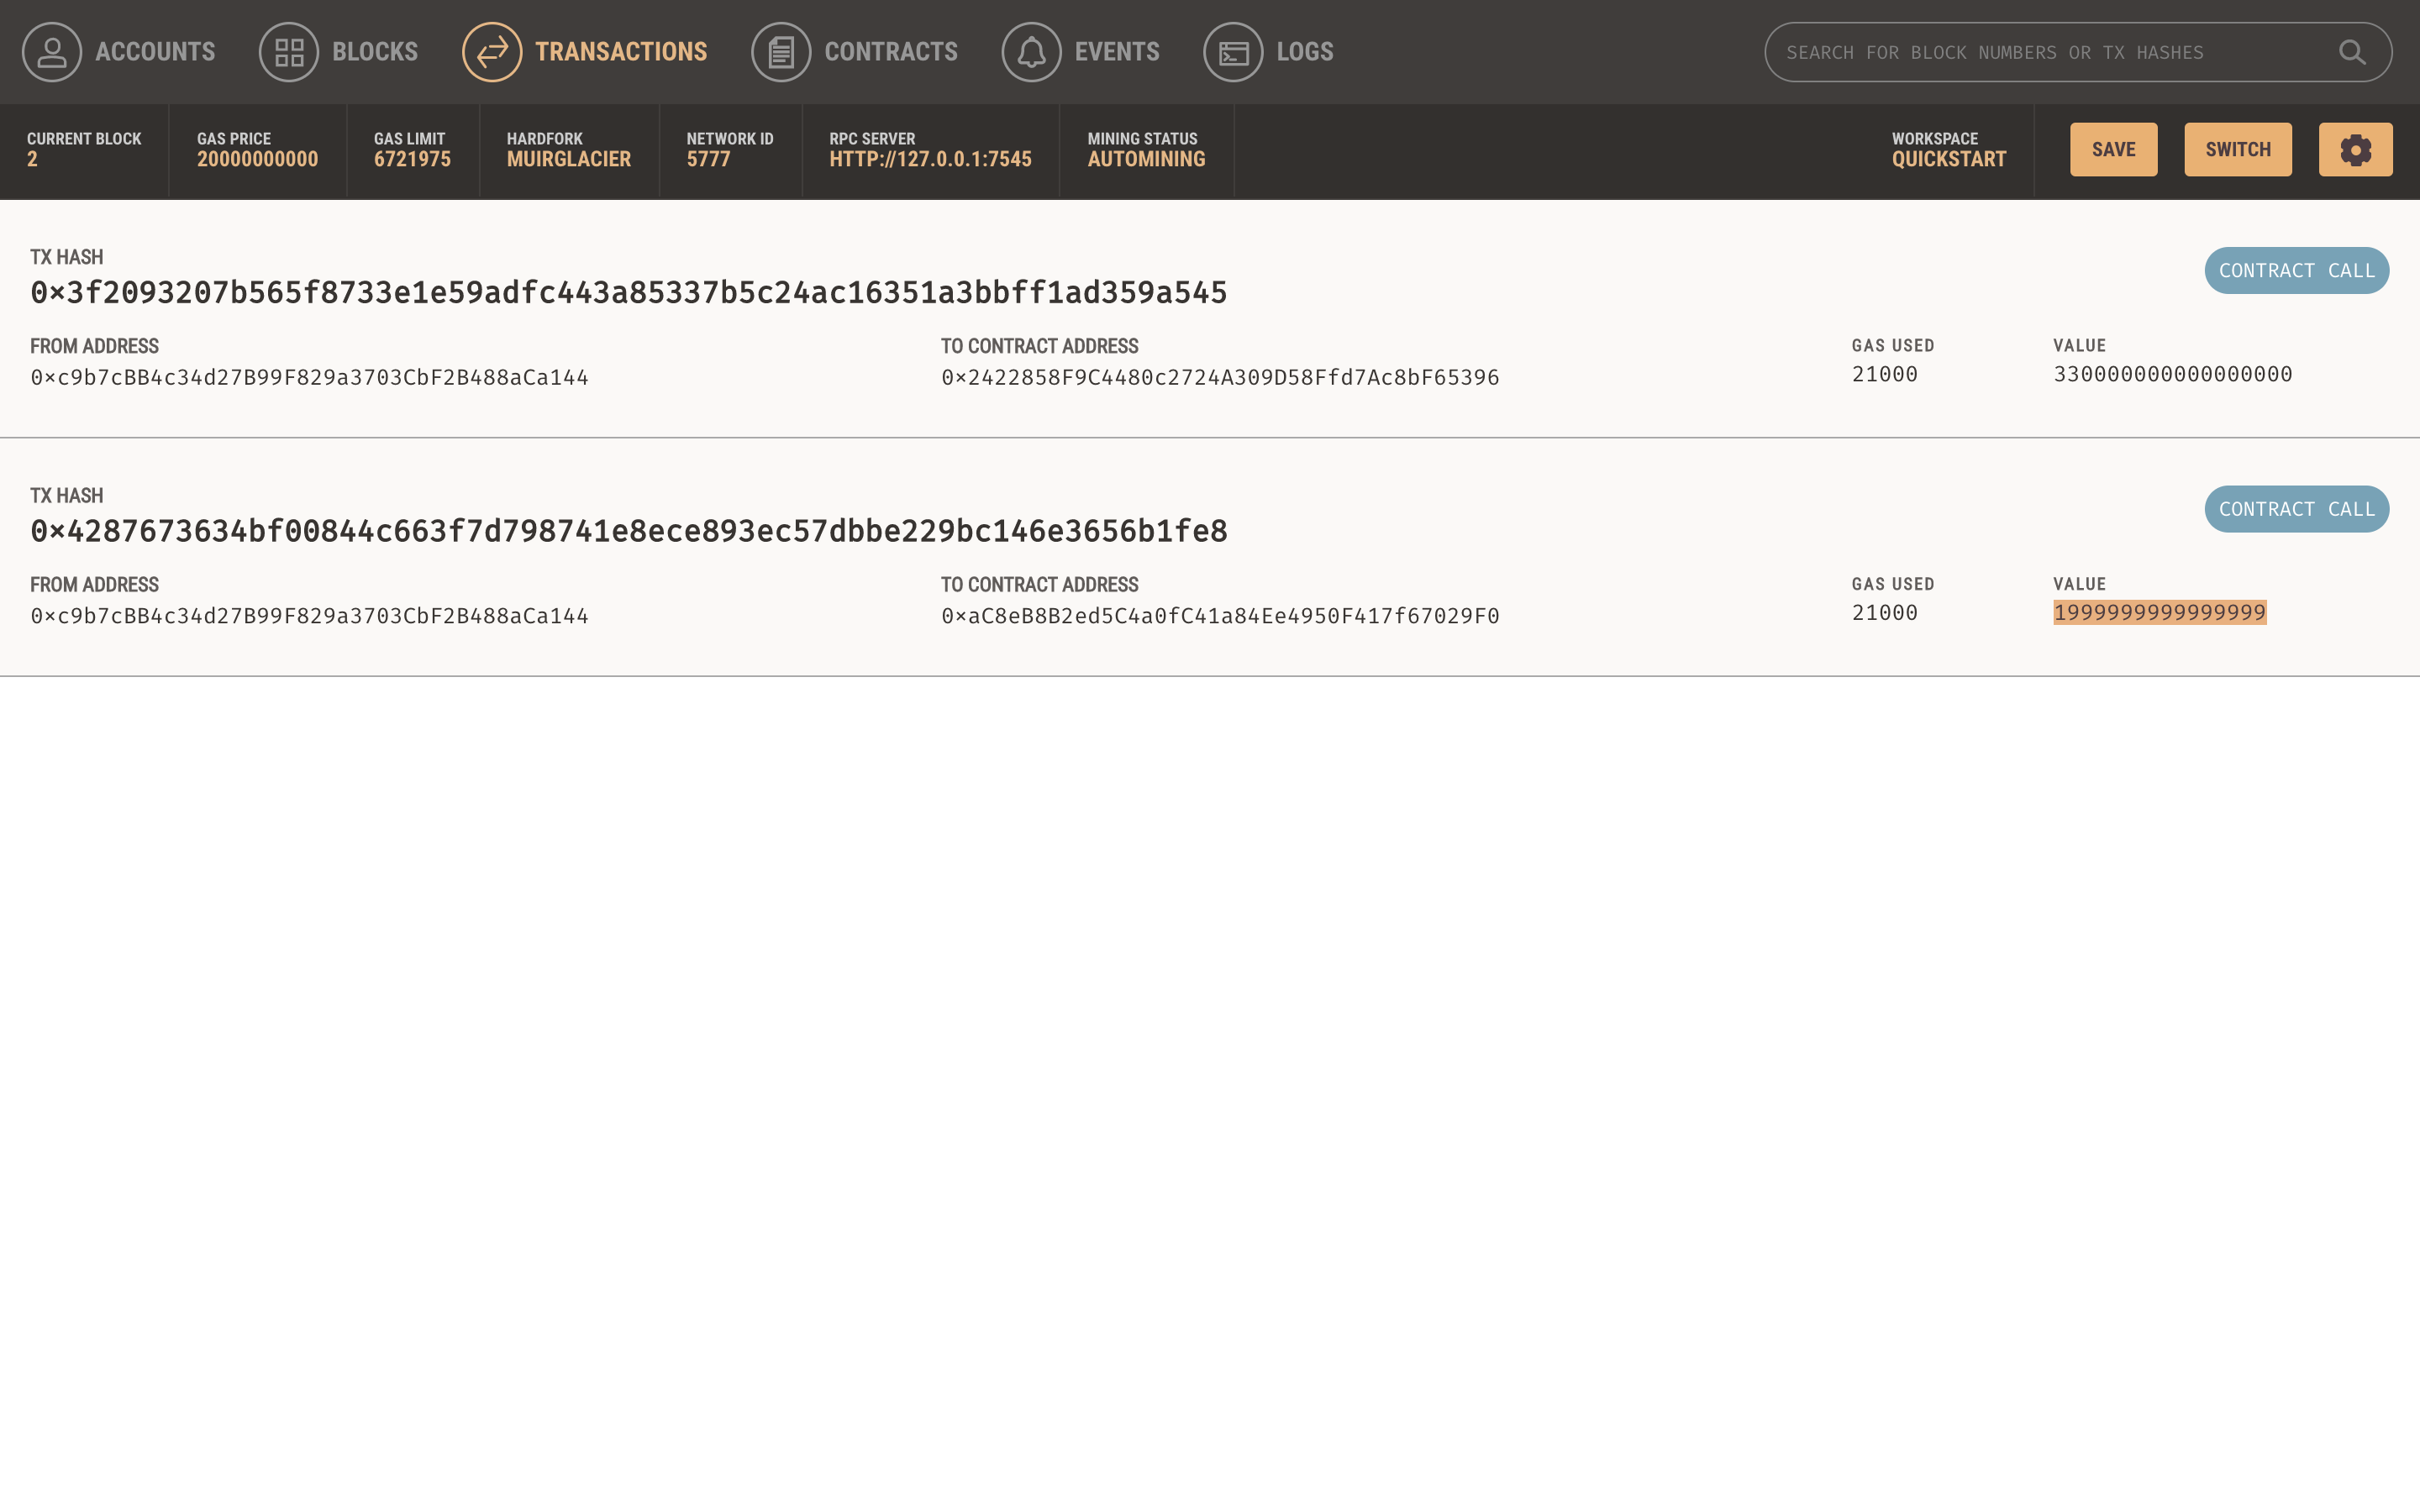 ACCOUNTS BLOCKS TRANSACTIONS CONTRACTS EVENTS LOGS SEARCH FOR BLOCK NUMBERS OR TX HASHES
CURRENT BLOCK GAS PRICE GAS LIMIT HARDFORK NETWORK ID RPC SERVER MINING STATUS WORKSPACE
2 20000000000 6721975 MUIRGLACIER 5777 HTTP://127.0.0.1:7545 AUTOMINING QUICKSTART SAVE SWITCH
TX HASH
0×3f2093207b565f8733e1e59adfc443a85337b5c24ac16351a3bbff1ad359a545 CONTRACT CALL
FROM ADDRESS TO CONTRACT ADDRESS GAS USED VALUE
0×c9b7cBB4c34d27B99F829a3703CbF2B488aCa144 0×2422858F9C4480c2724A309D58Ffd7Ac8bF65396 21000 330000000000000000
TX HASH
0×4287673634bf00844c663f7d798741e8ece893ec57dbbe229bc146e3656b1fe8 CONTRACT CALL
FROM ADDRESS TO CONTRACT ADDRESS GAS USED VALUE
0×c9b7cBB4c34d27B99F829a3703CbF2B488aCa144 0×aC8eB8B2ed5C4a0fC41a84Ee4950F417f67029F0 21000 1999999999999999